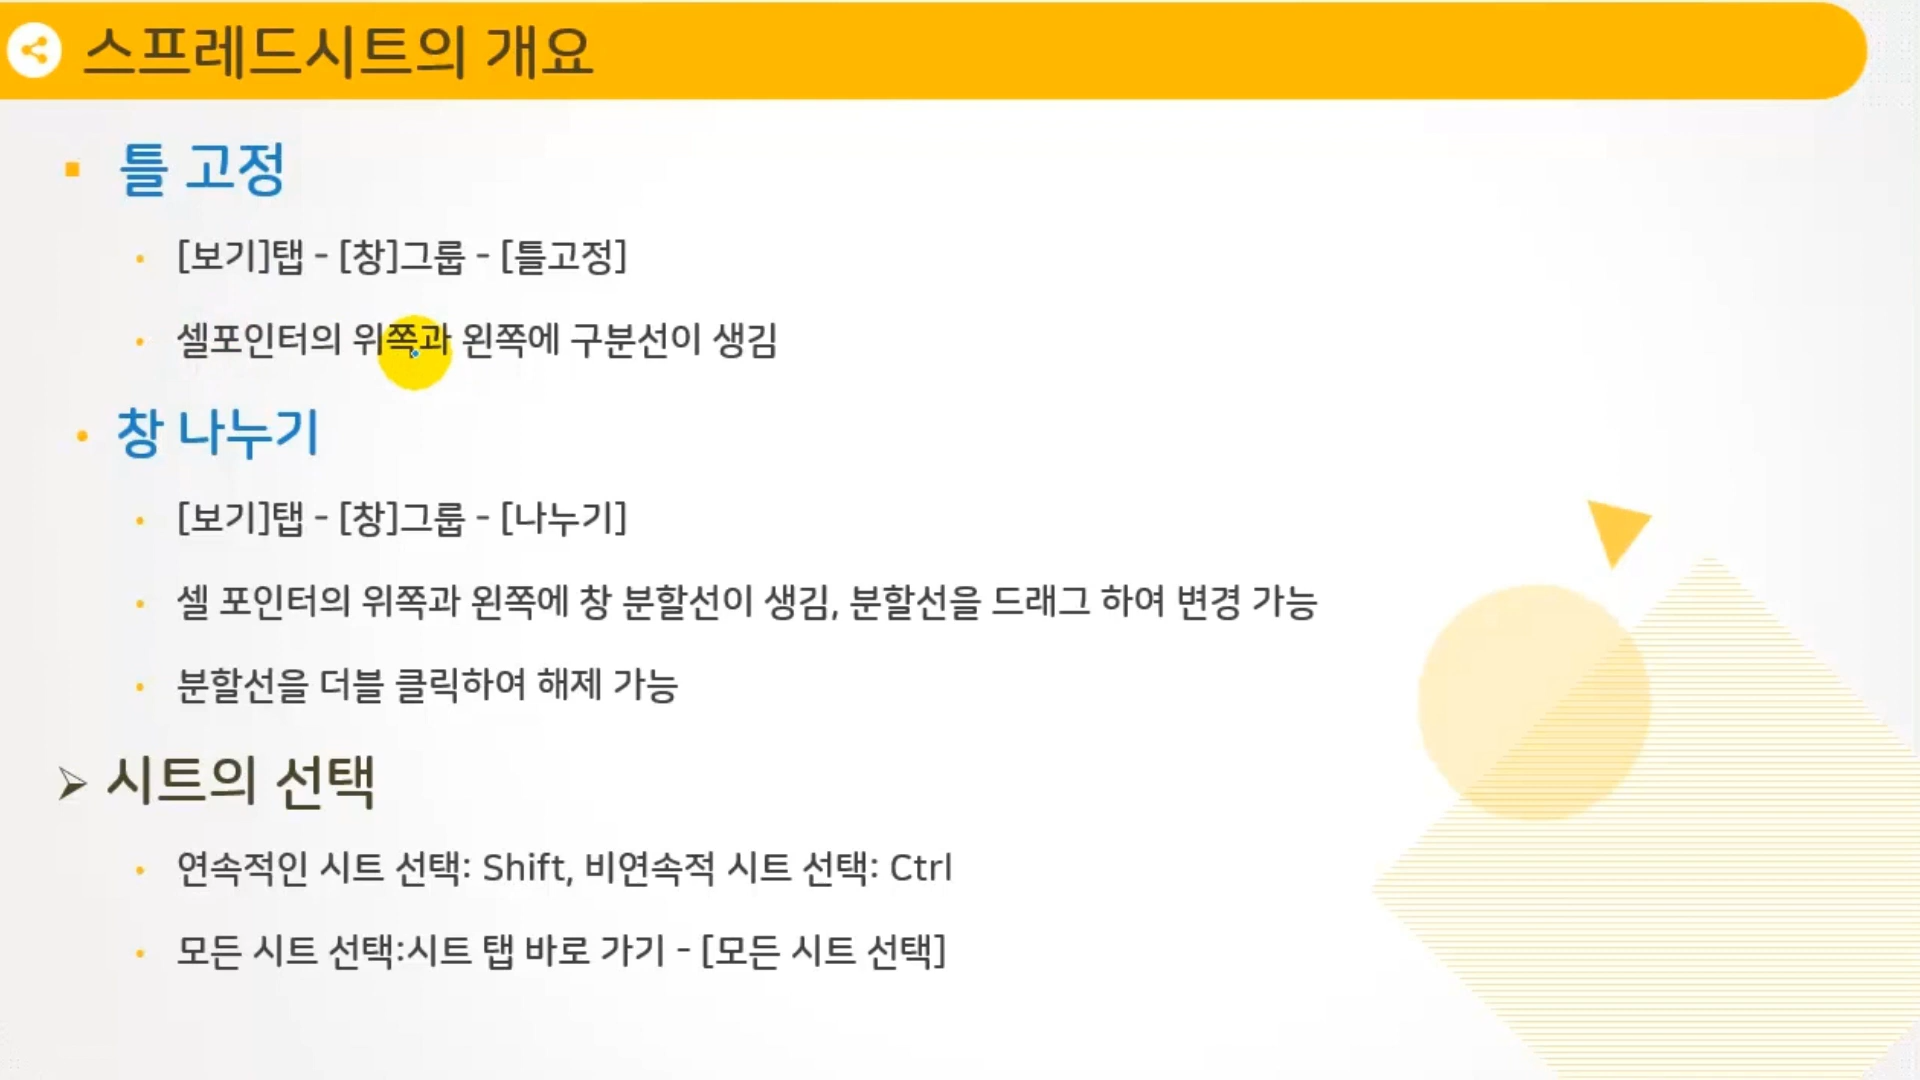 스프레드시트의 개요
틀 고정
[보기]탭 - [창]그룹 - [틀고정]
셀포인터의 위쪽과 왼쪽에 구분선이 생김
창 나누기
[보기]탭 - [창]그룹 - [나누기]
셀 포인터의 위쪽과 왼쪽에 창 분할선이 생김, 분할선을 드래그 하여 변경 가능
분할선을 더블 클릭하여 해제 가능
시트의 선택
연속적인 시트 선택: Shift, 비연속적 시트 선택: Ctrl
모든 시트 선택:시트 탭 바로 가기 - [모든 시트 선택]